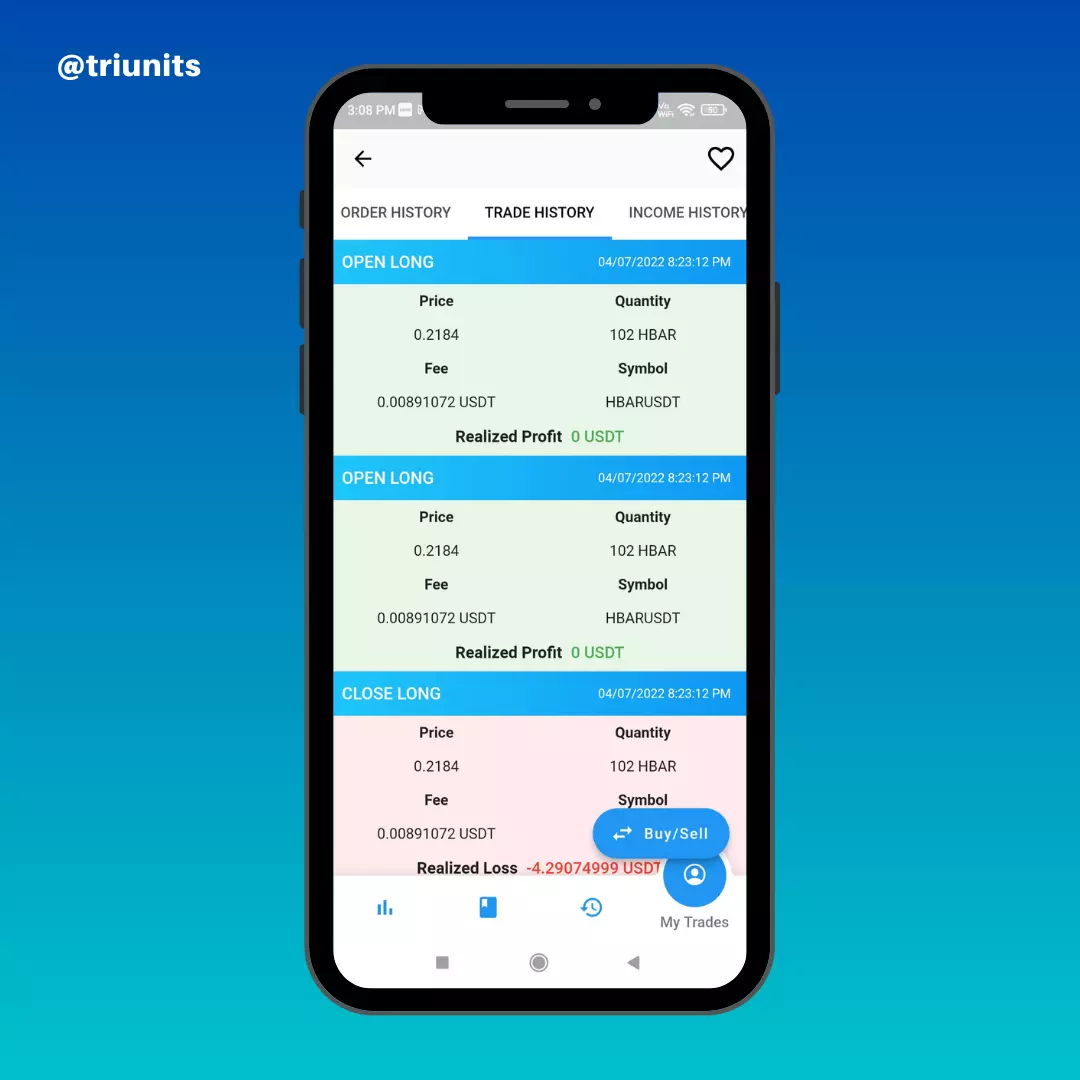 @triunits
3:08 PM
Vo WiFi 50
ORDER HISTORY TRADE HISTORY INCOME HISTORY
OPEN LONG 04/07/2022 8:23:12 PM
Price Quantity
0.2184 102 HBAR
Fee Symbol
0.00891072 USDT HBARUSDT
Realized Profit 0 USDT
OPEN LONG 04/07/2022 8:23:12 PM
Price Quantity
0.2184 102 HBAR
Fee Symbol
0.00891072 USDT HBARUSDT
Realized Profit 0 USDT
CLOSE LONG 04/07/2022 8:23:12 PM
Price Quantity
0.2184 102 HBAR
Fee Symbol
0.00891072 USDT
Buy/Sell
Realized Loss -4.29074999 USDT
My Trades